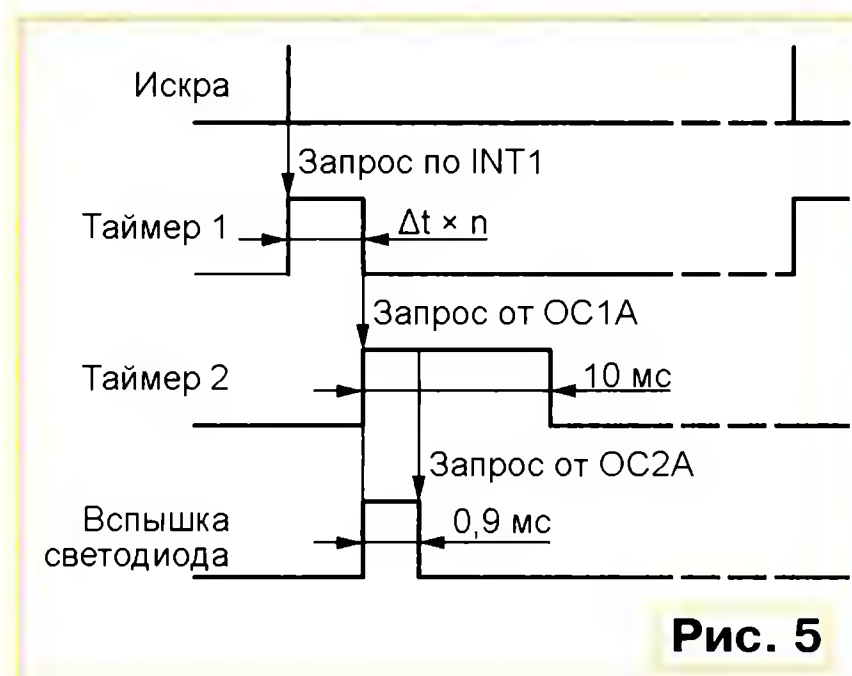 Искра
Запрос по INT1
Таймер 1
Δt × n
Запрос от OC1A
Таймер 2
10 мс
Запрос от OC2A
Вспышка
светодиода
0,9 мс
Рис. 5